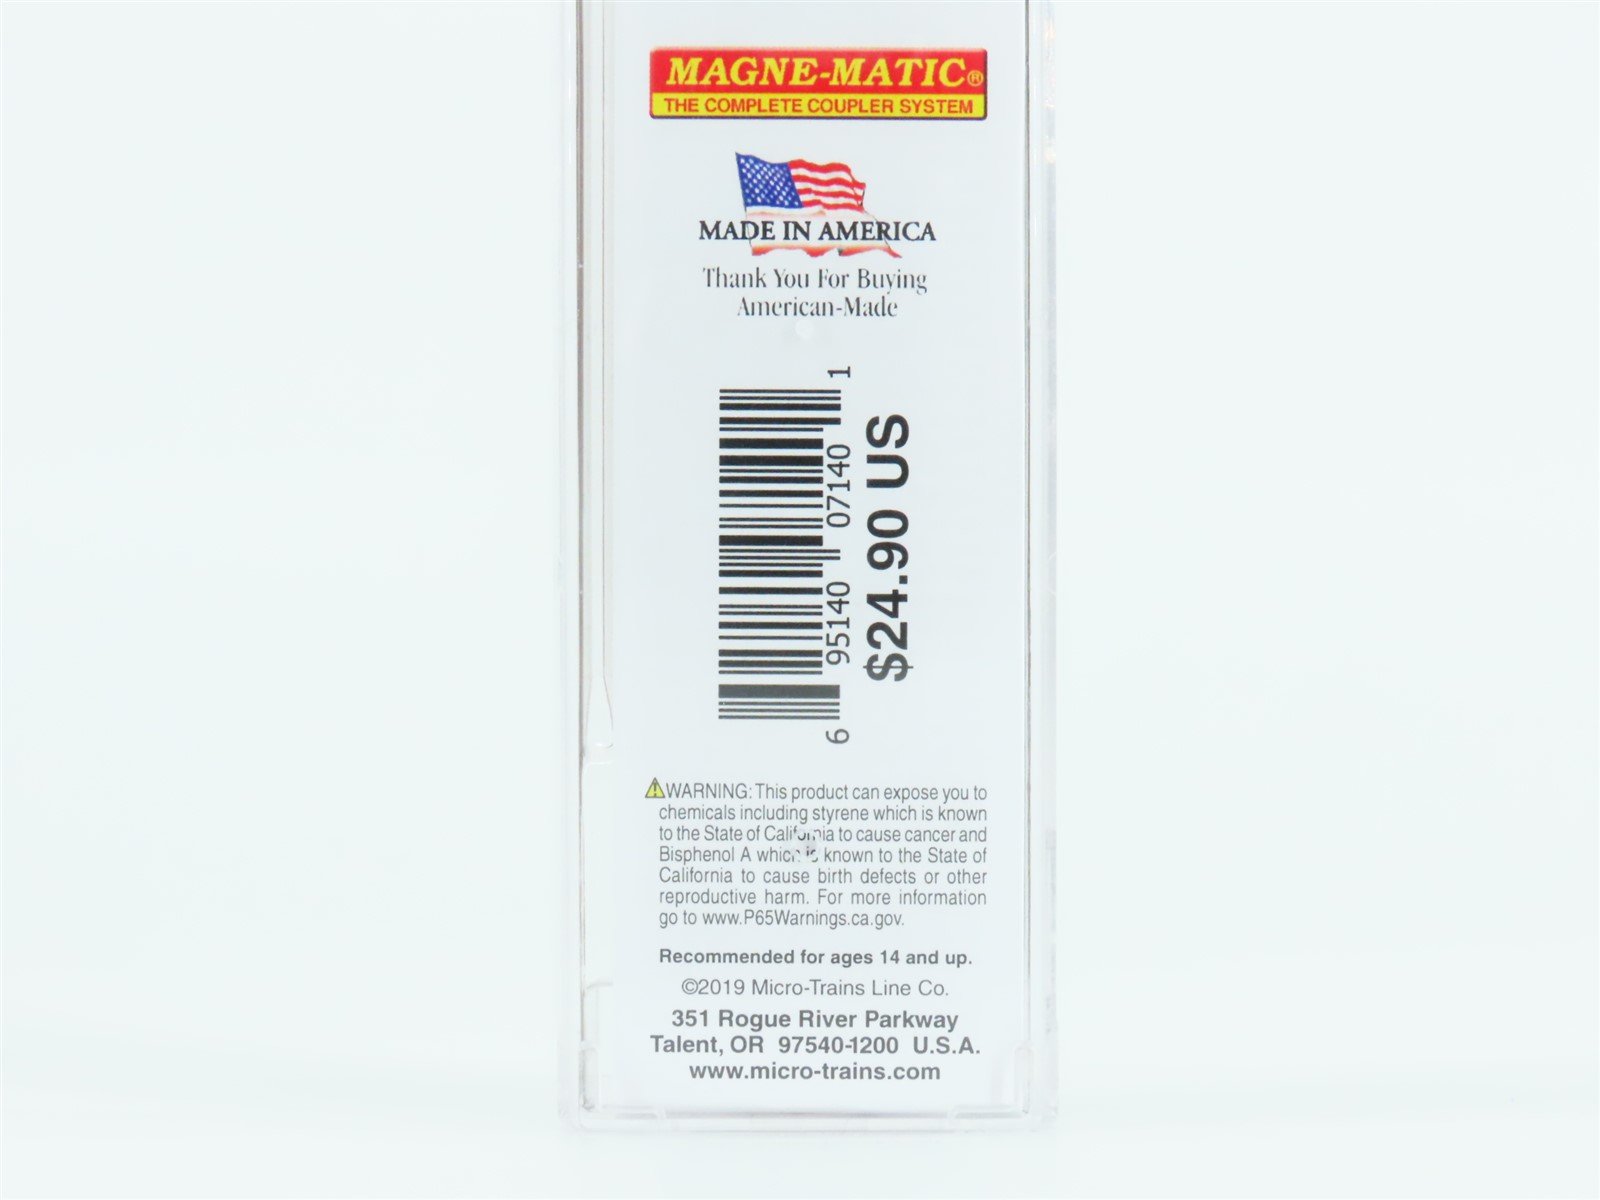 MAGNE-MATIC®
THE COMPLETE COUPLER SYSTEM
MADE IN AMERICA
Thank You For Buying
American-Made
6 95140 07140 1
$24.90 US
WARNING: This product can expose you to
chemicals including styrene which is known
to the State of California to cause cancer and
Bisphenol A which is known to the State of
California to cause birth defects or other
reproductive harm. For more information
go to www.P65Warnings.ca.gov.
Recommended for ages 14 and up.
©2019 Micro-Trains Line Co.
351 Rogue River Parkway
Talent, OR 97540-1200 U.S.A.
www.micro-trains.com